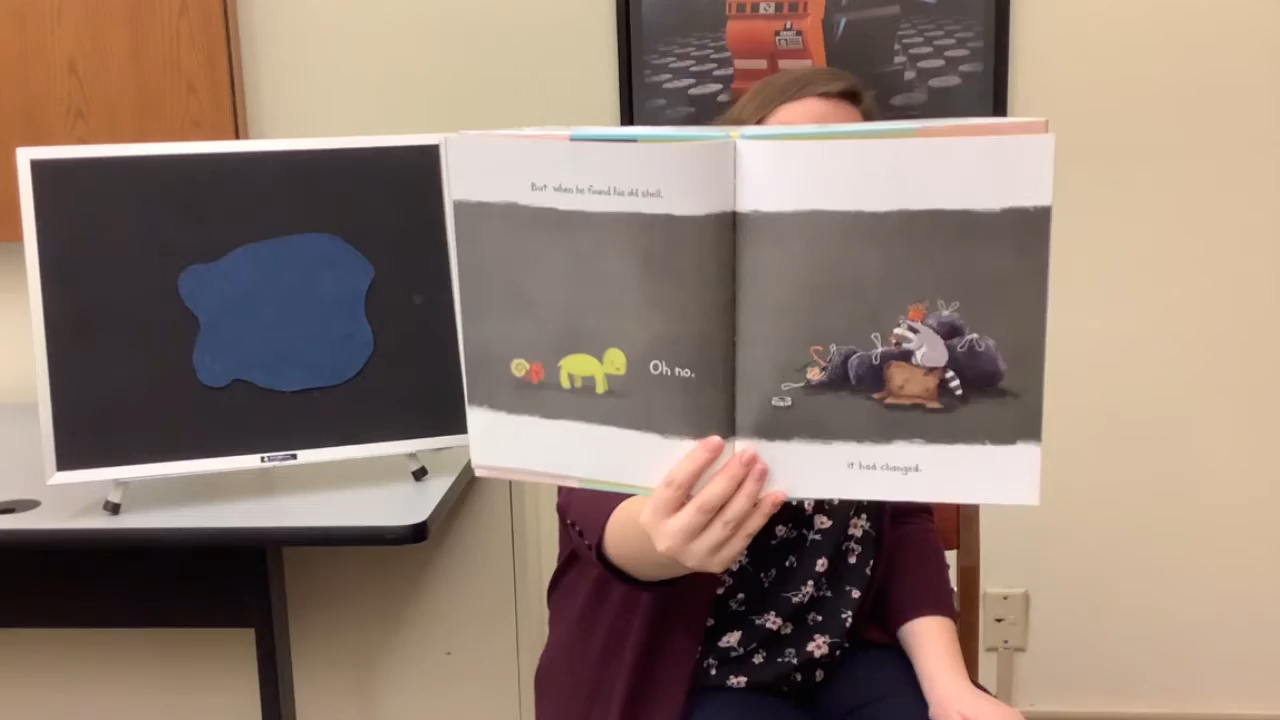 But when he found his old shell,
Oh no.
it had changed.